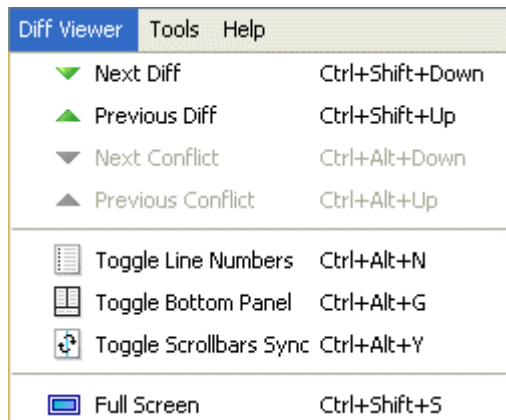 Diff Viewer Tools Help
Next Diff Ctrl+Shift+Down
Previous Diff Ctrl+Shift+Up
Next Conflict Ctrl+Alt+Down
Previous Conflict Ctrl+Alt+Up
Toggle Line Numbers Ctrl+Alt+N
Toggle Bottom Panel Ctrl+Alt+G
Toggle Scrollbars Sync Ctrl+Alt+Y
Full Screen Ctrl+Shift+S